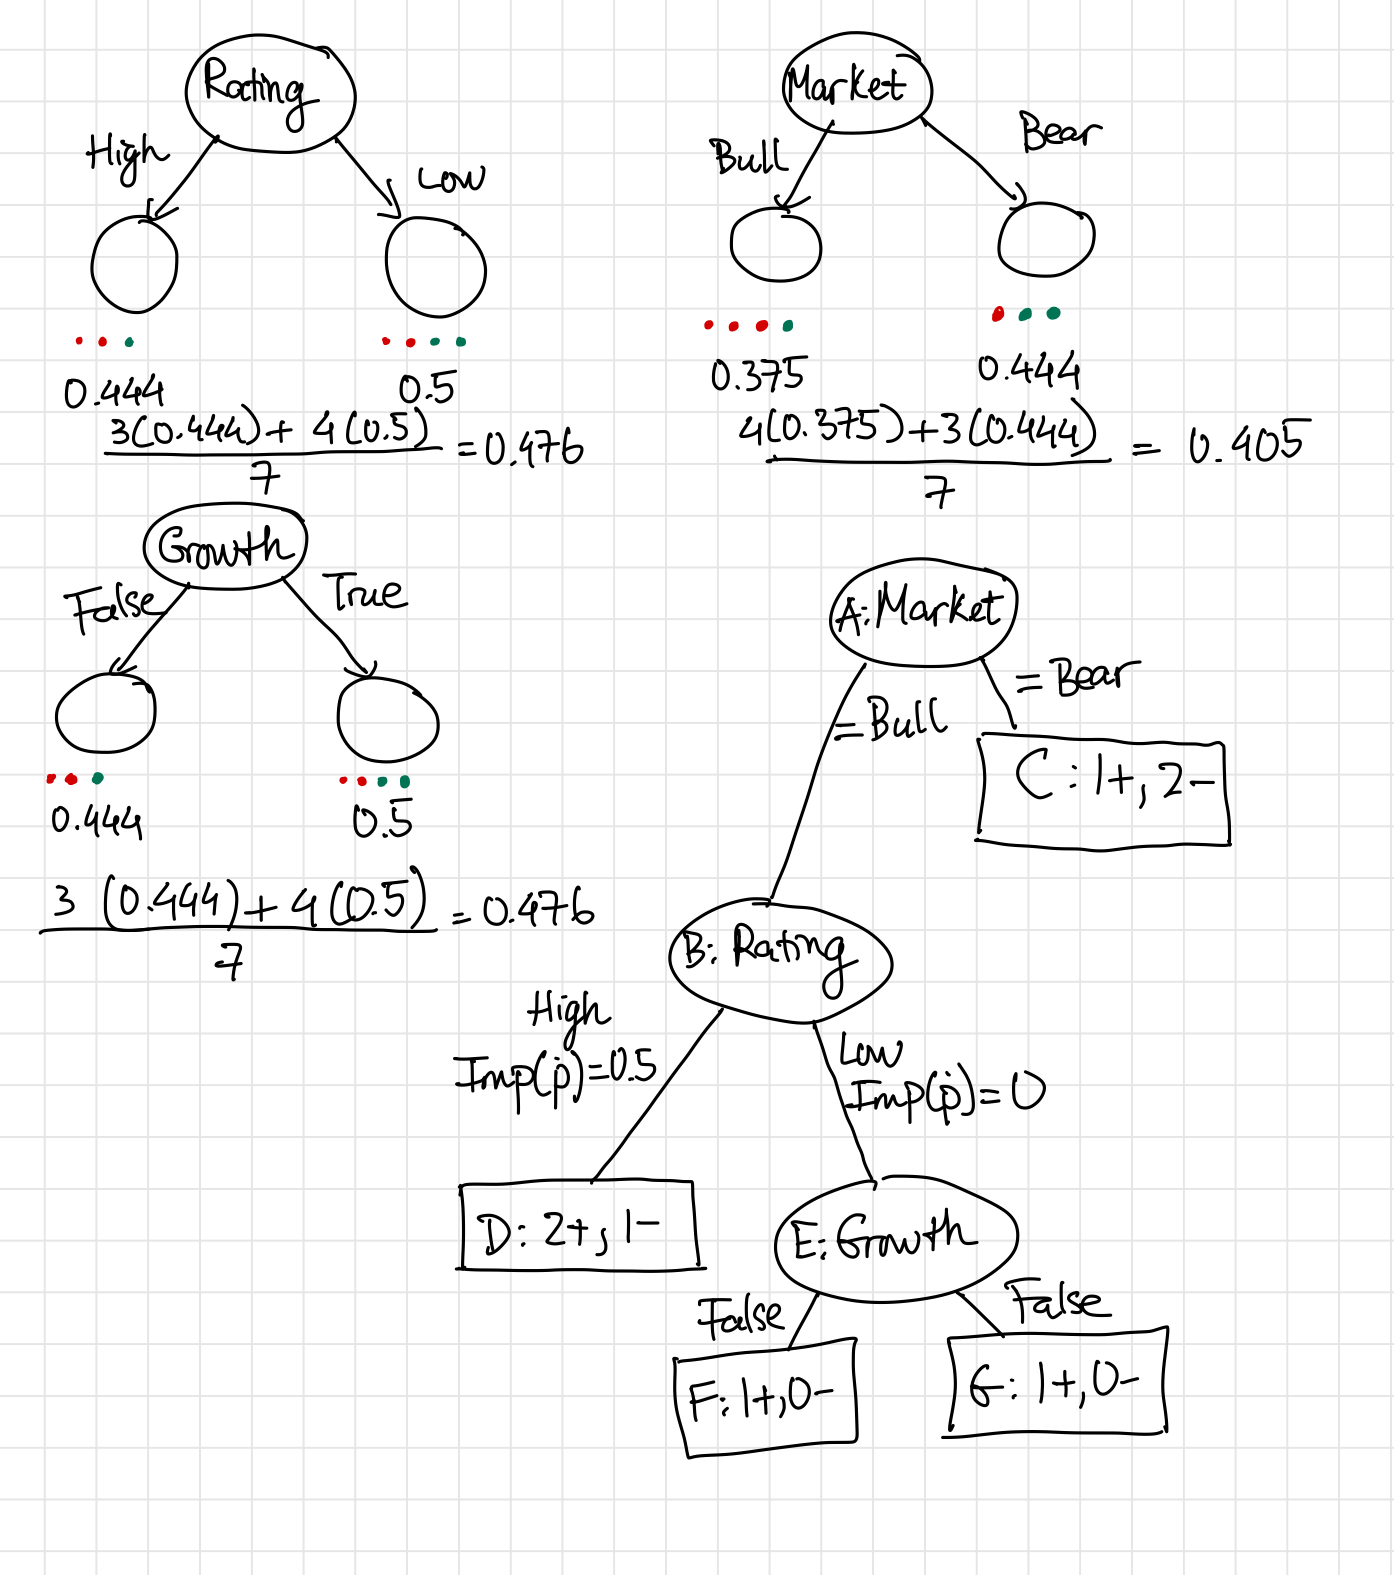 Rating
High
Low
0.444
0.5
3(0.444)+ 4(0.5)
= 0.476
7
Market
Bull
Bear
0.375
0.444
4(0.375)+3(0.444)
= 0.405
7
Growth
False
True
0.444
0.5
3 (0.444)+ 4(0.5)
= 0.476
7
A: Market
= Bull
= Bear
C: 1+, 2-
B: Rating
High
Imp(p)=0.5
Low
Imp(p)= 0
D: 2+, 1-
E: Growth
False
False
F: 1+,0-
G: 1+,0-